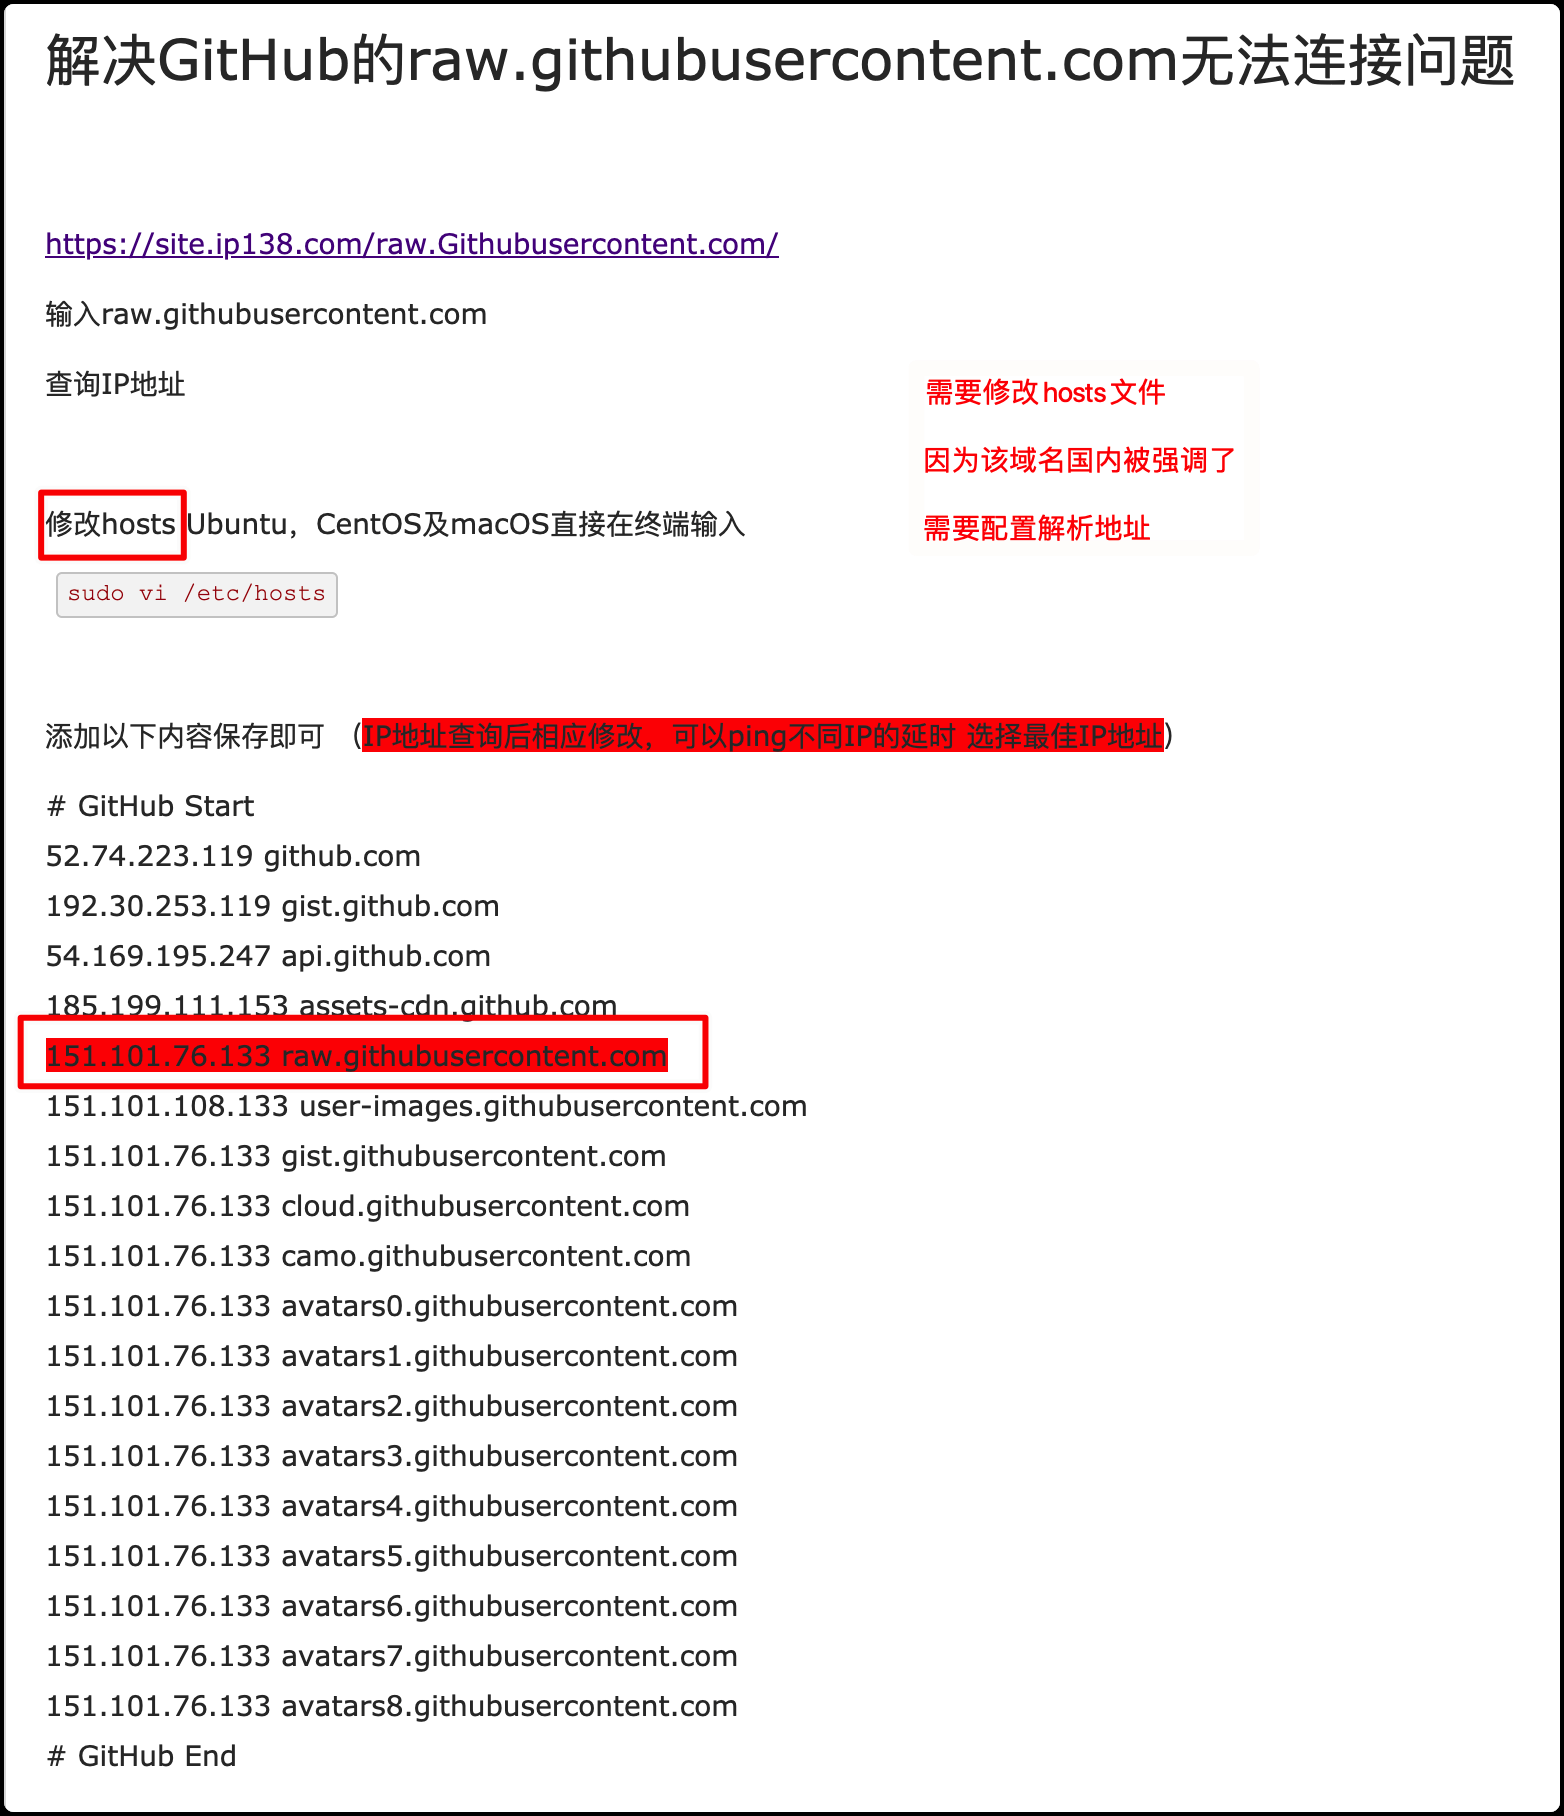 解决GitHub的raw.githubusercontent.com无法连接问题
https://site.ip138.com/raw.Githubusercontent.com/
输入raw.githubusercontent.com
查询IP地址
需要修改hosts文件
因为该域名国内被强调了
需要配置解析地址
修改hosts Ubuntu，CentOS及macOS直接在终端输入
sudo vi /etc/hosts
添加以下内容保存即可 （IP地址查询后相应修改，可以ping不同IP的延时 选择最佳IP地址）
# GitHub Start
52.74.223.119 github.com
192.30.253.119 gist.github.com
54.169.195.247 api.github.com
185.199.111.153 assets-cdn.github.com
151.101.76.133 raw.githubusercontent.com
151.101.108.133 user-images.githubusercontent.com
151.101.76.133 gist.githubusercontent.com
151.101.76.133 cloud.githubusercontent.com
151.101.76.133 camo.githubusercontent.com
151.101.76.133 avatars0.githubusercontent.com
151.101.76.133 avatars1.githubusercontent.com
151.101.76.133 avatars2.githubusercontent.com
151.101.76.133 avatars3.githubusercontent.com
151.101.76.133 avatars4.githubusercontent.com
151.101.76.133 avatars5.githubusercontent.com
151.101.76.133 avatars6.githubusercontent.com
151.101.76.133 avatars7.githubusercontent.com
151.101.76.133 avatars8.githubusercontent.com
# GitHub End